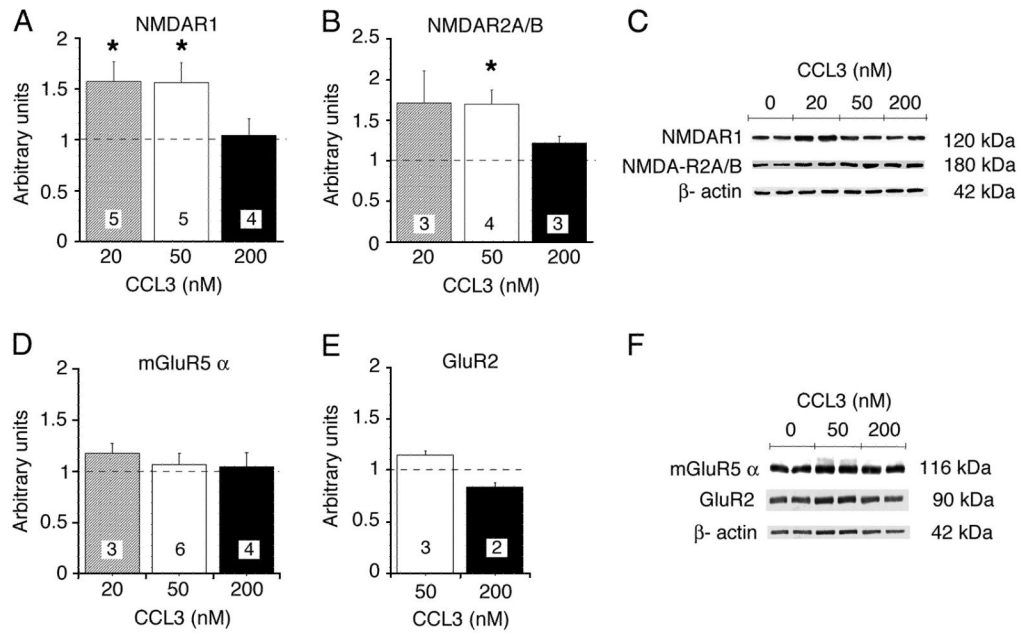 A
NMDAR1
Arbitrary units
2
1.5
1
0.5
0
*
*
5
5
4
20 50 200
CCL3 (nM)
B
NMDAR2A/B
Arbitrary units
2.5
2
1.5
1
0.5
0
*
3
4
3
20 50 200
CCL3 (nM)
C
CCL3 (nM)
0 20 50 200
NMDAR1 120 kDa
NMDA-R2A/B 180 kDa
β- actin 42 kDa
D
mGluR5 α
Arbitrary units
2
1.5
1
0.5
0
3
6
4
20 50 200
CCL3 (nM)
E
GluR2
Arbitrary units
2
1.5
1
0.5
0
3
2
50 200
CCL3 (nM)
F
CCL3 (nM)
0 50 200
mGluR5 α 116 kDa
GluR2 90 kDa
β- actin 42 kDa